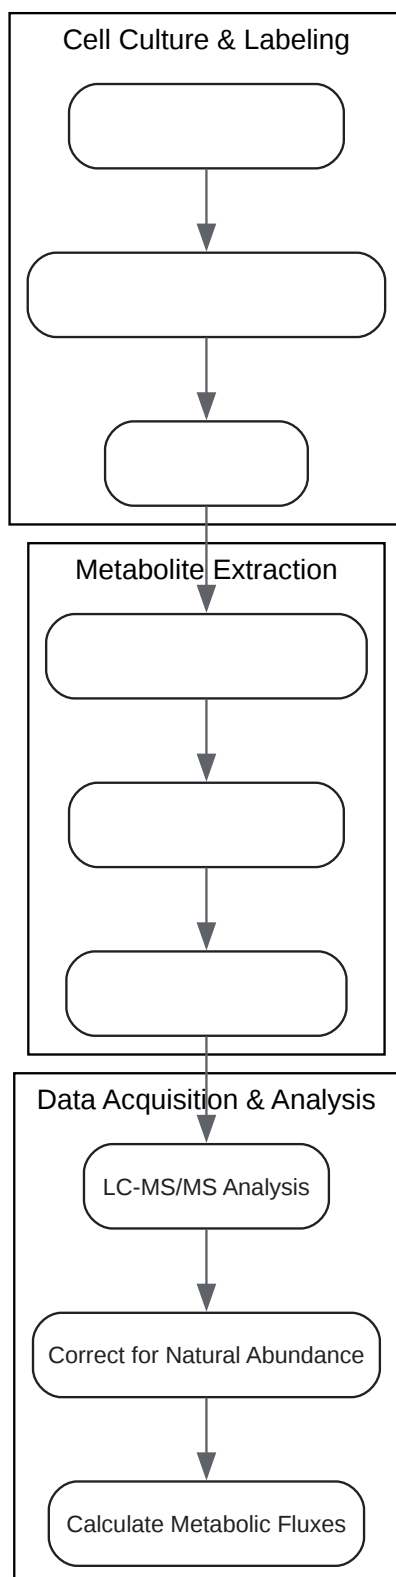 Cell Culture & Labeling
Metabolite Extraction
Data Acquisition & Analysis
LC-MS/MS Analysis
Correct for Natural Abundance
Calculate Metabolic Fluxes